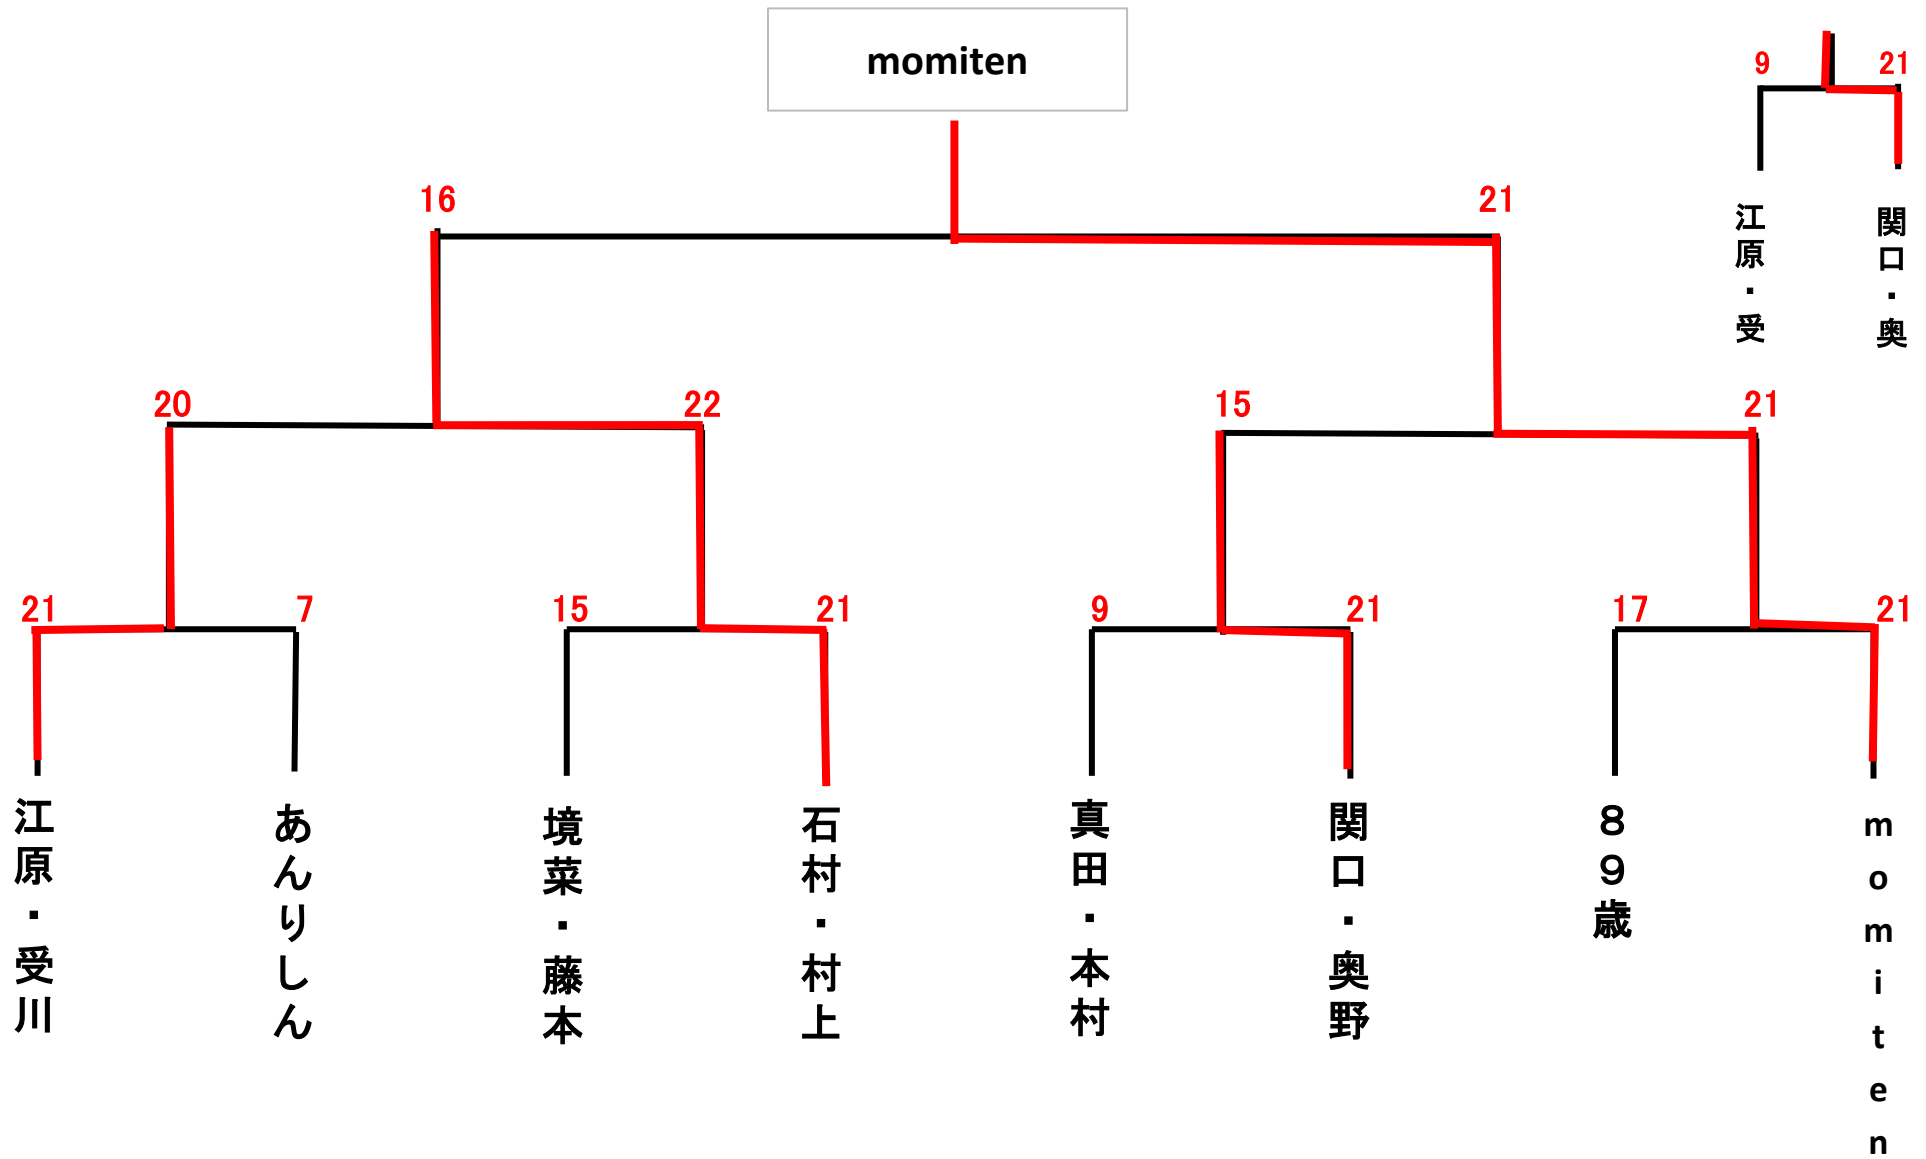 momiten
9
21
江原・受
関口・奥
16
21
20
22
15
21
21
7
15
21
9
21
17
21
江原・受川
あんりしん
境菜・藤本
石村・村上
真田・本村
関口・奥野
８９歳
momiten